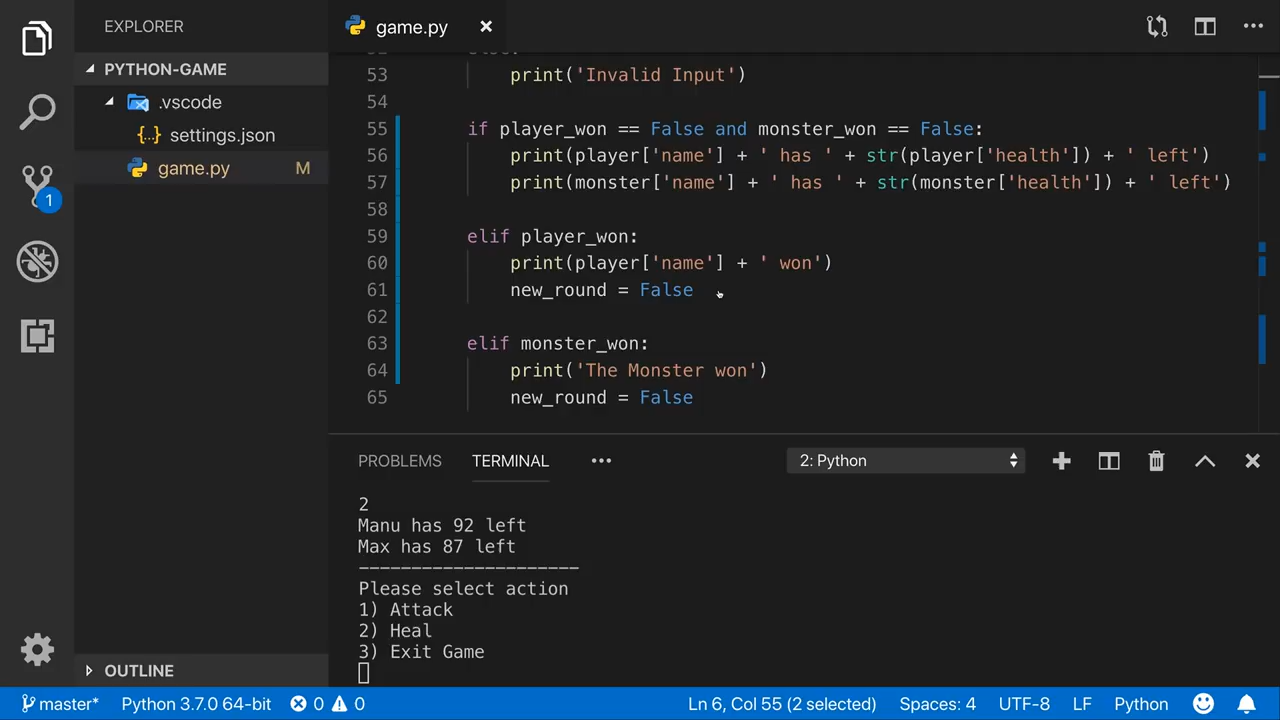 EXPLORER
PYTHON-GAME
.vscode
{..} settings.json
game.py M
1
OUTLINE
game.py
53 print('Invalid Input')
54
55 if player_won == False and monster_won == False:
56 print(player['name'] + ' has ' + str(player['health']) + ' left')
57 print(monster['name'] + ' has ' + str(monster['health']) + ' left')
58
59 elif player_won:
60 print(player['name'] + ' won')
61 new_round = False
62
63 elif monster_won:
64 print('The Monster won')
65 new_round = False
PROBLEMS TERMINAL ••• 2: Python
2
Manu has 92 left
Max has 87 left
---------------------
Please select action
1) Attack
2) Heal
3) Exit Game
master* Python 3.7.0 64-bit 0 0 Ln 6, Col 55 (2 selected) Spaces: 4 UTF-8 LF Python